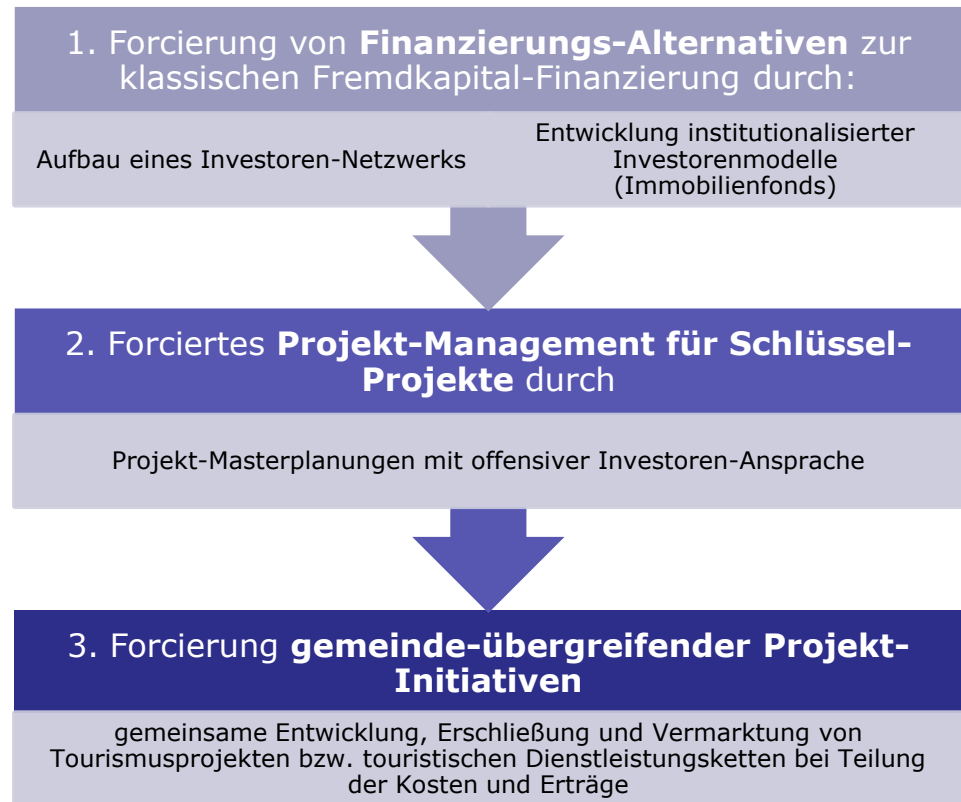 1. Forcierung von Finanzierungs-Alternativen zur
klassischen Fremdkapital-Finanzierung durch:
Aufbau eines Investoren-Netzwerks
Entwicklung institutionalisierter
Investorenmodelle
(Immobilienfonds)
2. Forciertes Projekt-Management für Schlüssel-
Projekte durch
Projekt-Masterplanungen mit offensiver Investoren-Ansprache
3. Forcierung gemeinde-übergreifender Projekt-
Initiativen
gemeinsame Entwicklung, Erschließung und Vermarktung von
Tourismusprojekten bzw. touristischen Dienstleistungsketten bei Teilung
der Kosten und Erträge